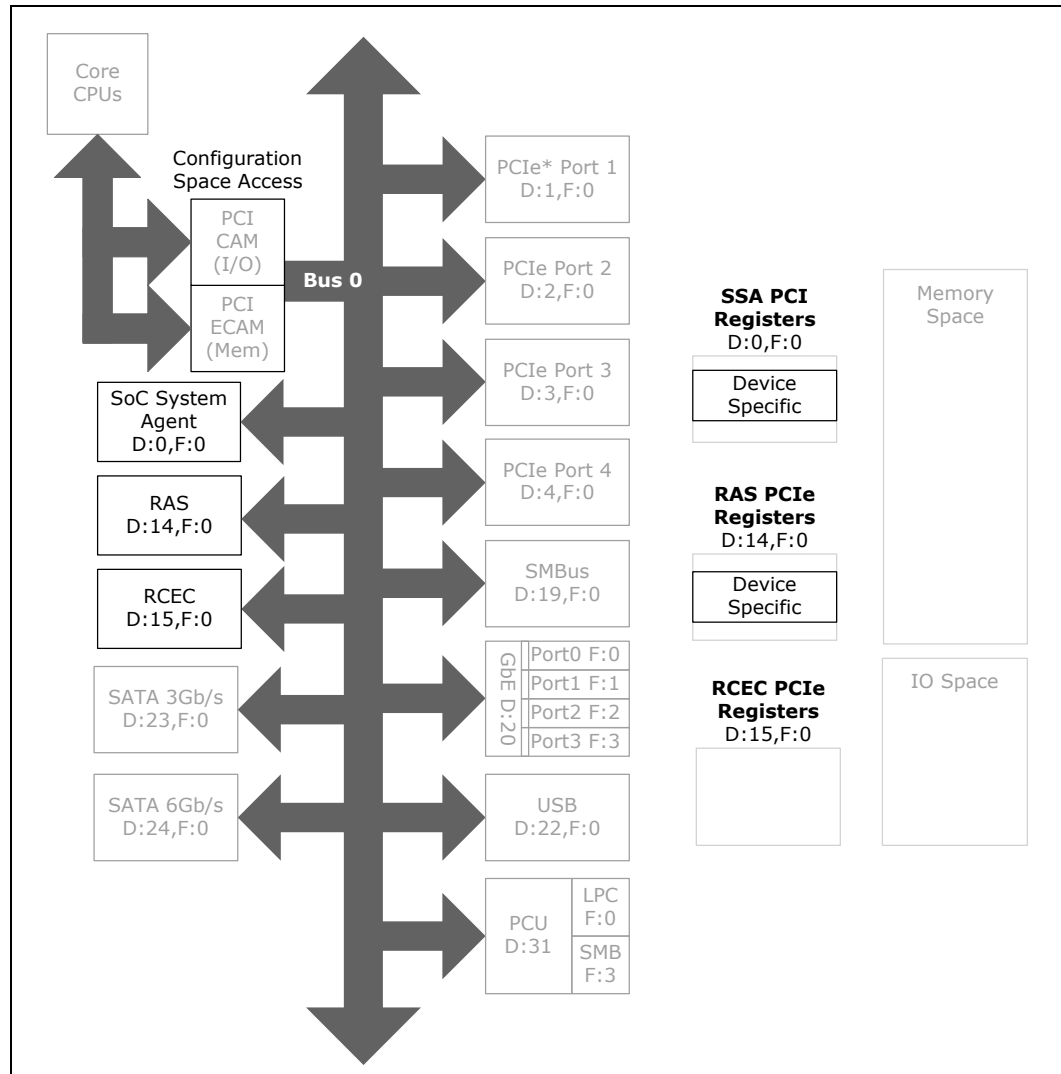 Core
CPUs
Configuration
Space Access
PCI
CAM
(I/O)
PCI
ECAM
(Mem)
Bus 0
SoC System
Agent
D:0,F:0
RAS
D:14,F:0
RCEC
D:15,F:0
SATA 3Gb/s
D:23,F:0
SATA 6Gb/s
D:24,F:0
PCIe* Port 1
D:1,F:0
PCIe Port 2
D:2,F:0
PCIe Port 3
D:3,F:0
PCIe Port 4
D:4,F:0
SMBus
D:19,F:0
GbE D:20
Port0 F:0
Port1 F:1
Port2 F:2
Port3 F:3
USB
D:22,F:0
PCU
D:31
LPC
F:0
SMB
F:3
SSA PCI
Registers
D:0,F:0
Device
Specific
RAS PCIe
Registers
D:14,F:0
Device
Specific
RCEC PCIe
Registers
D:15,F:0
Memory
Space
IO Space